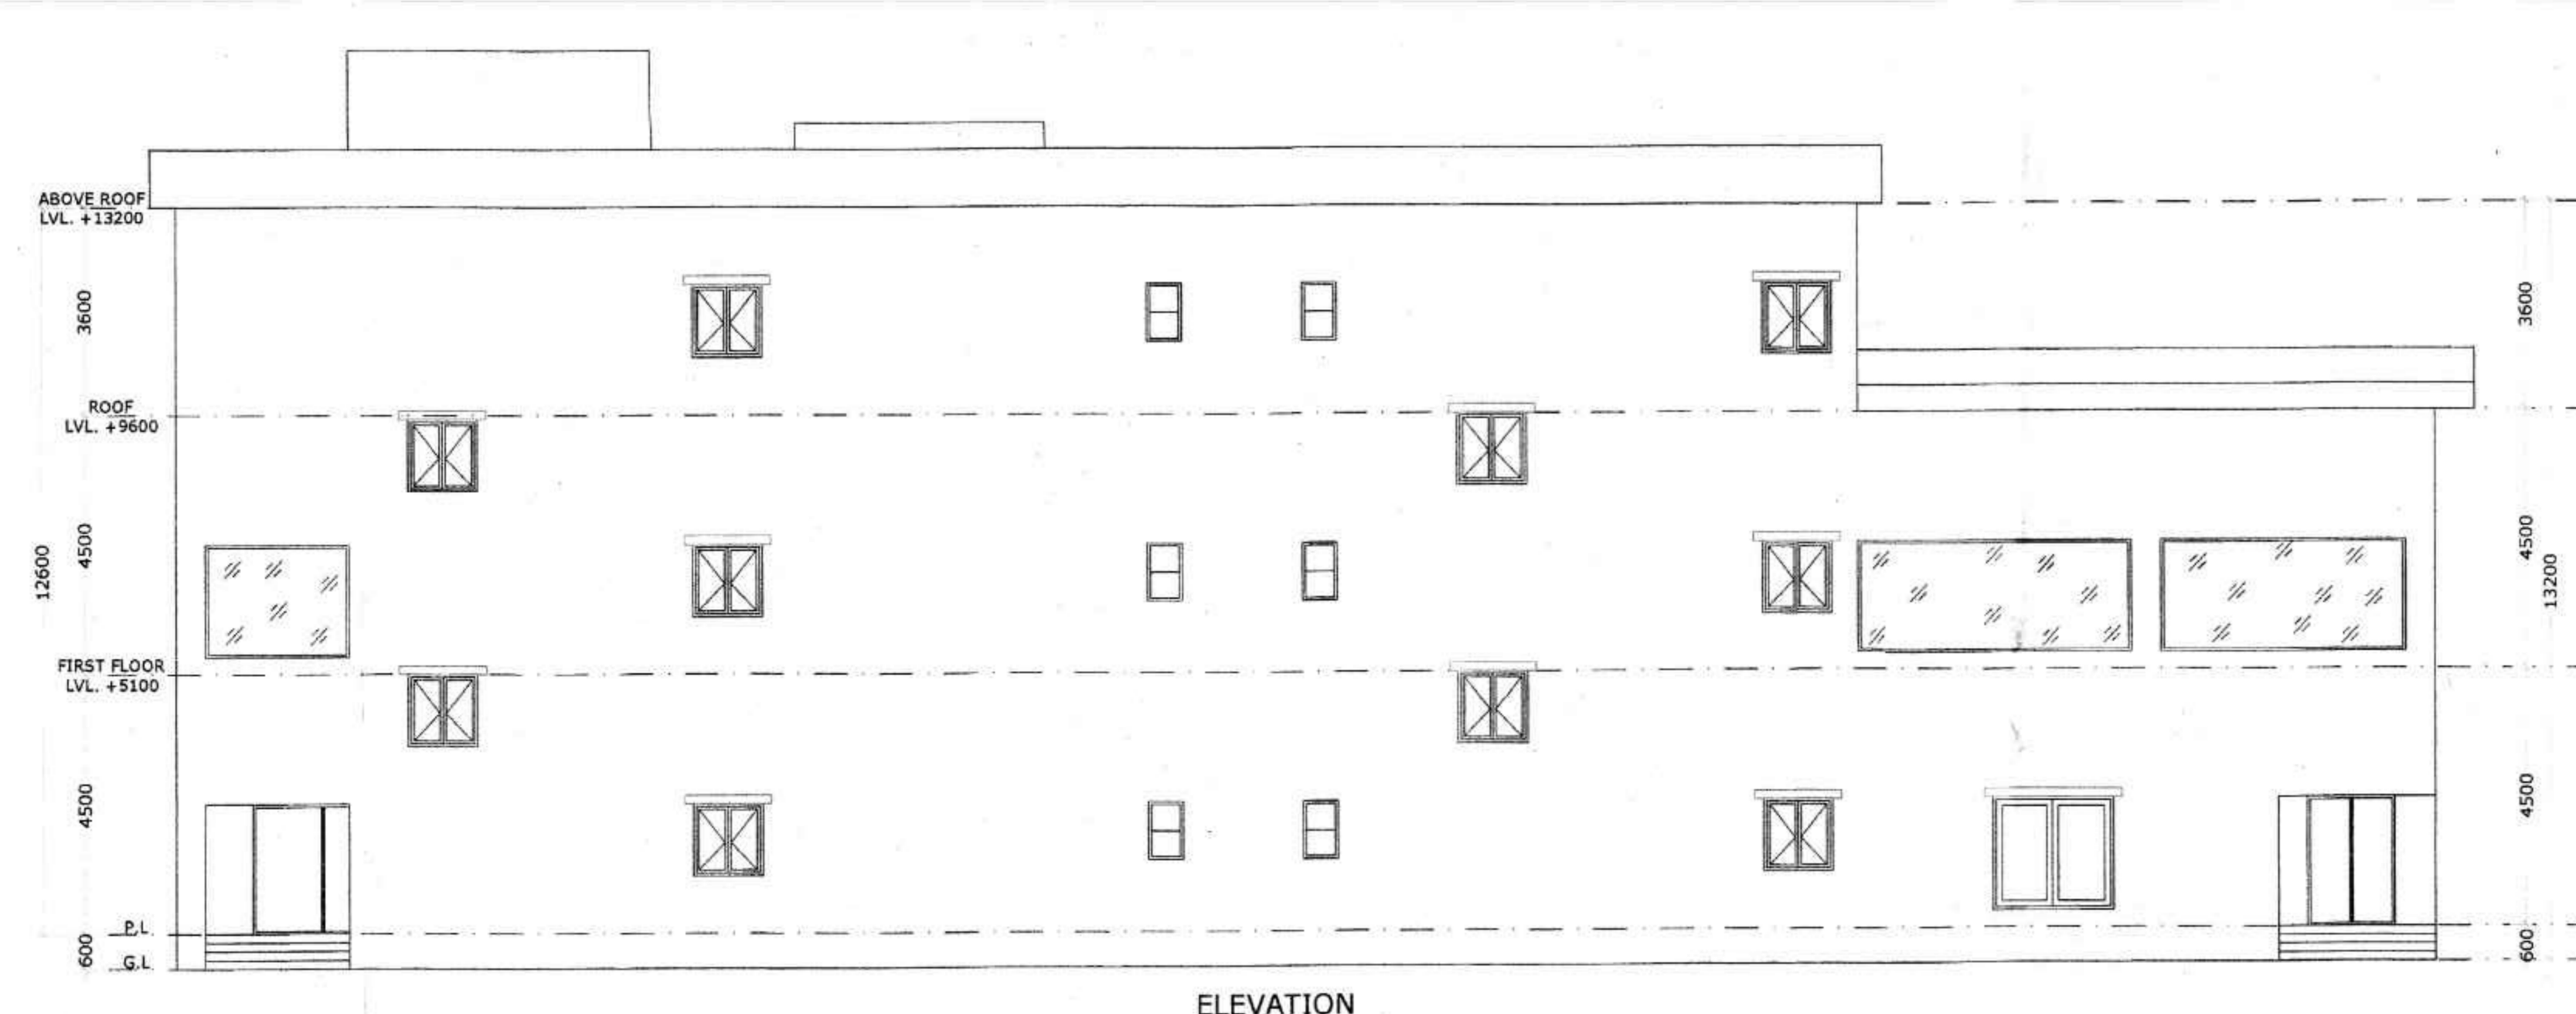 ABOVE ROOF
LVL. +13200
3600
3600
ROOF
LVL. +9600
12600
4500
4500
13200
FIRST FLOOR
LVL. +5100
4500
4500
P.L.
600
G.L.
600
ELEVATION